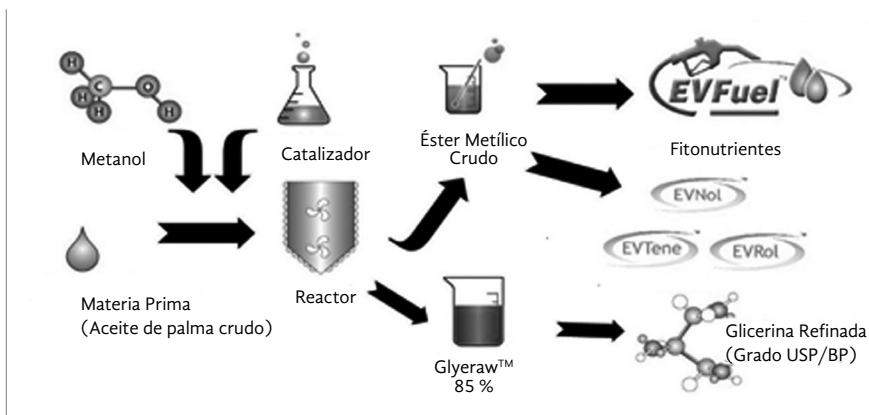 H
C
O
H
H
H
Metanol
Catalizador
Éster Metílico
Crudo
EVFuel™
Fitonutrientes
EVNol
EVTene
EVRol
Materia Prima
(Aceite de palma crudo)
Reactor
Glyeraw™
85 %
Glicerina Refinada
(Grado USP/BP)